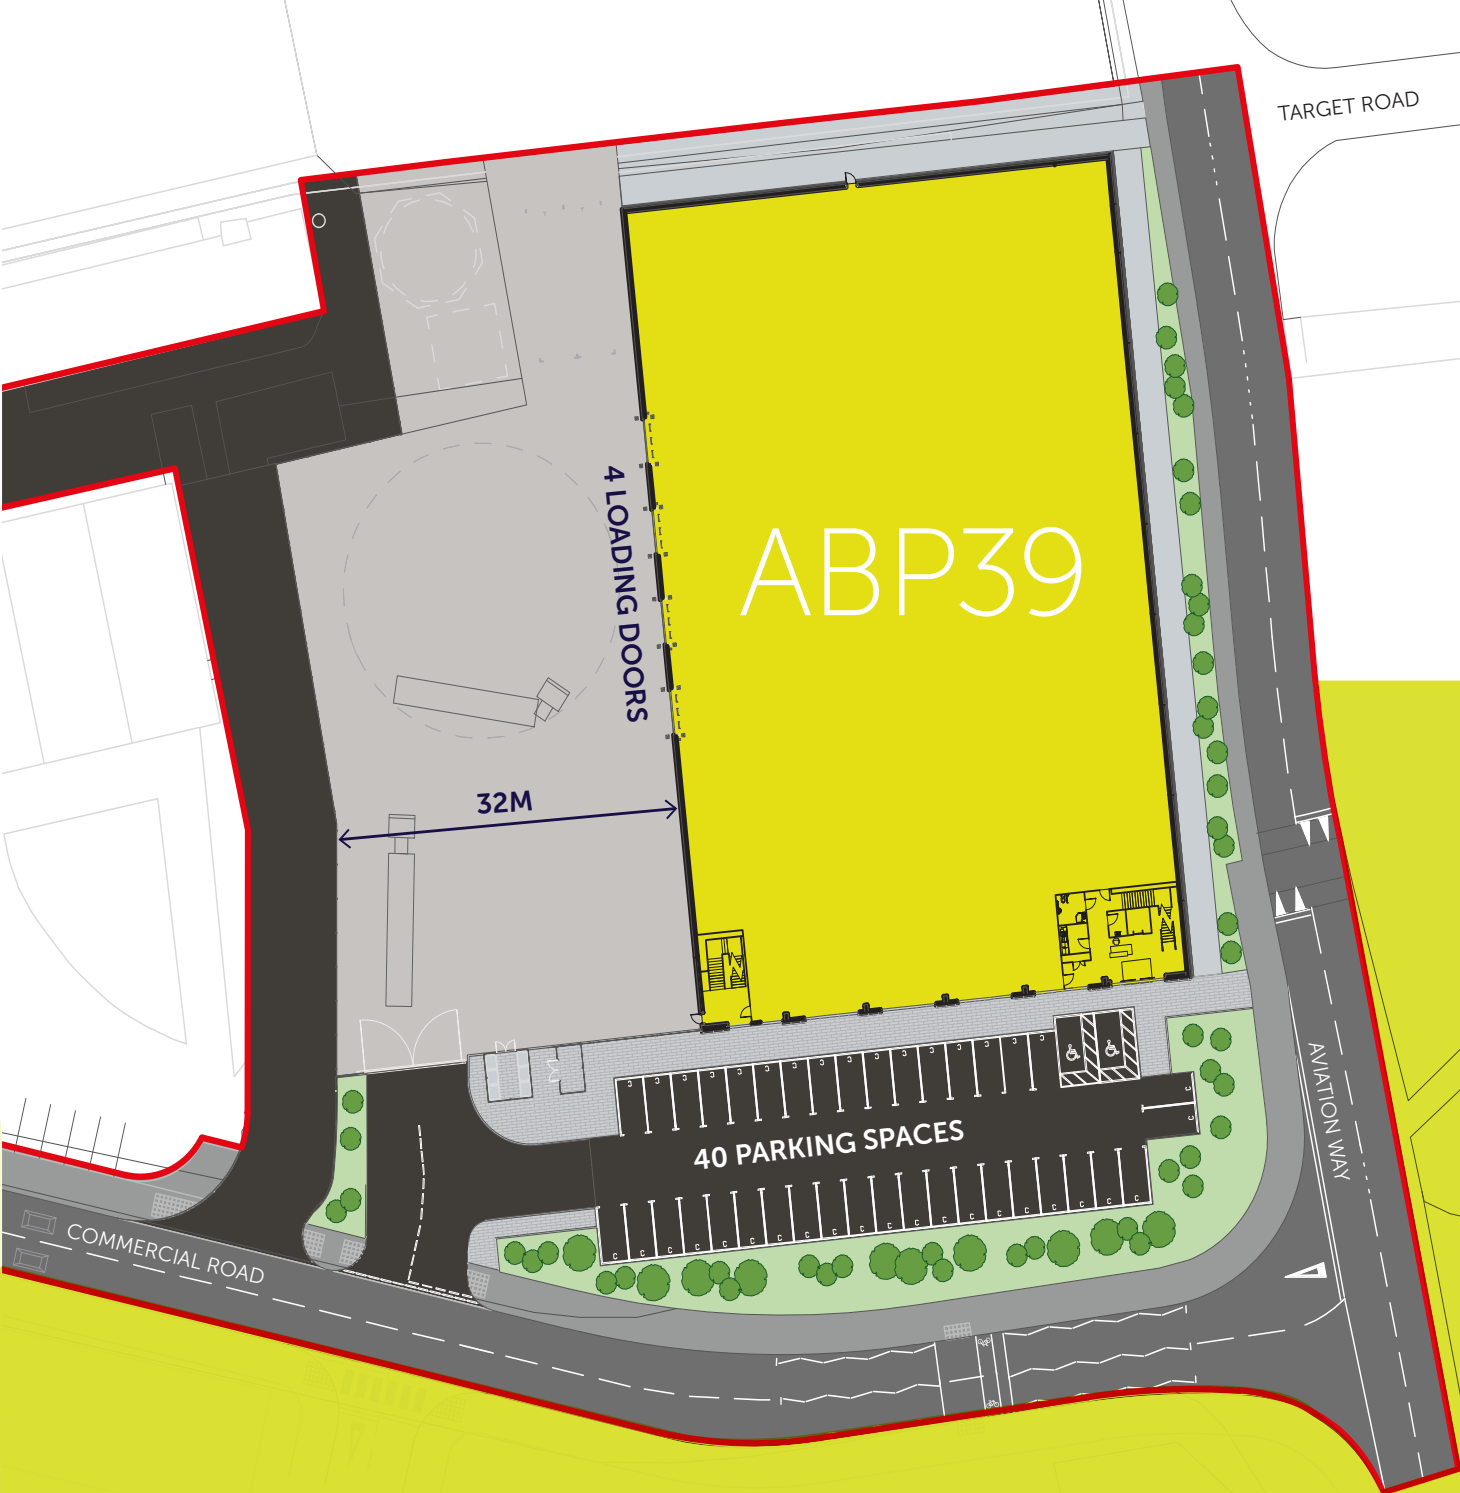 TARGET ROAD
4 LOADING DOORS
ABP39
32M
40 PARKING SPACES
AVIATION WAY
COMMERCIAL ROAD